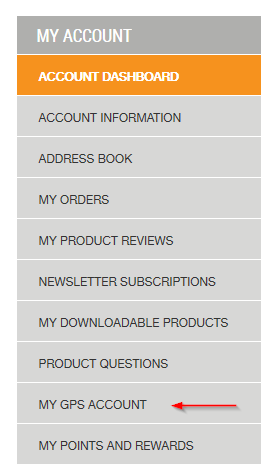 MY ACCOUNT
ACCOUNT DASHBOARD
ACCOUNT INFORMATION
ADDRESS BOOK
MY ORDERS
MY PRODUCT REVIEWS
NEWSLETTER SUBSCRIPTIONS
MY DOWNLOADABLE PRODUCTS
PRODUCT QUESTIONS
MY GPS ACCOUNT
MY POINTS AND REWARDS